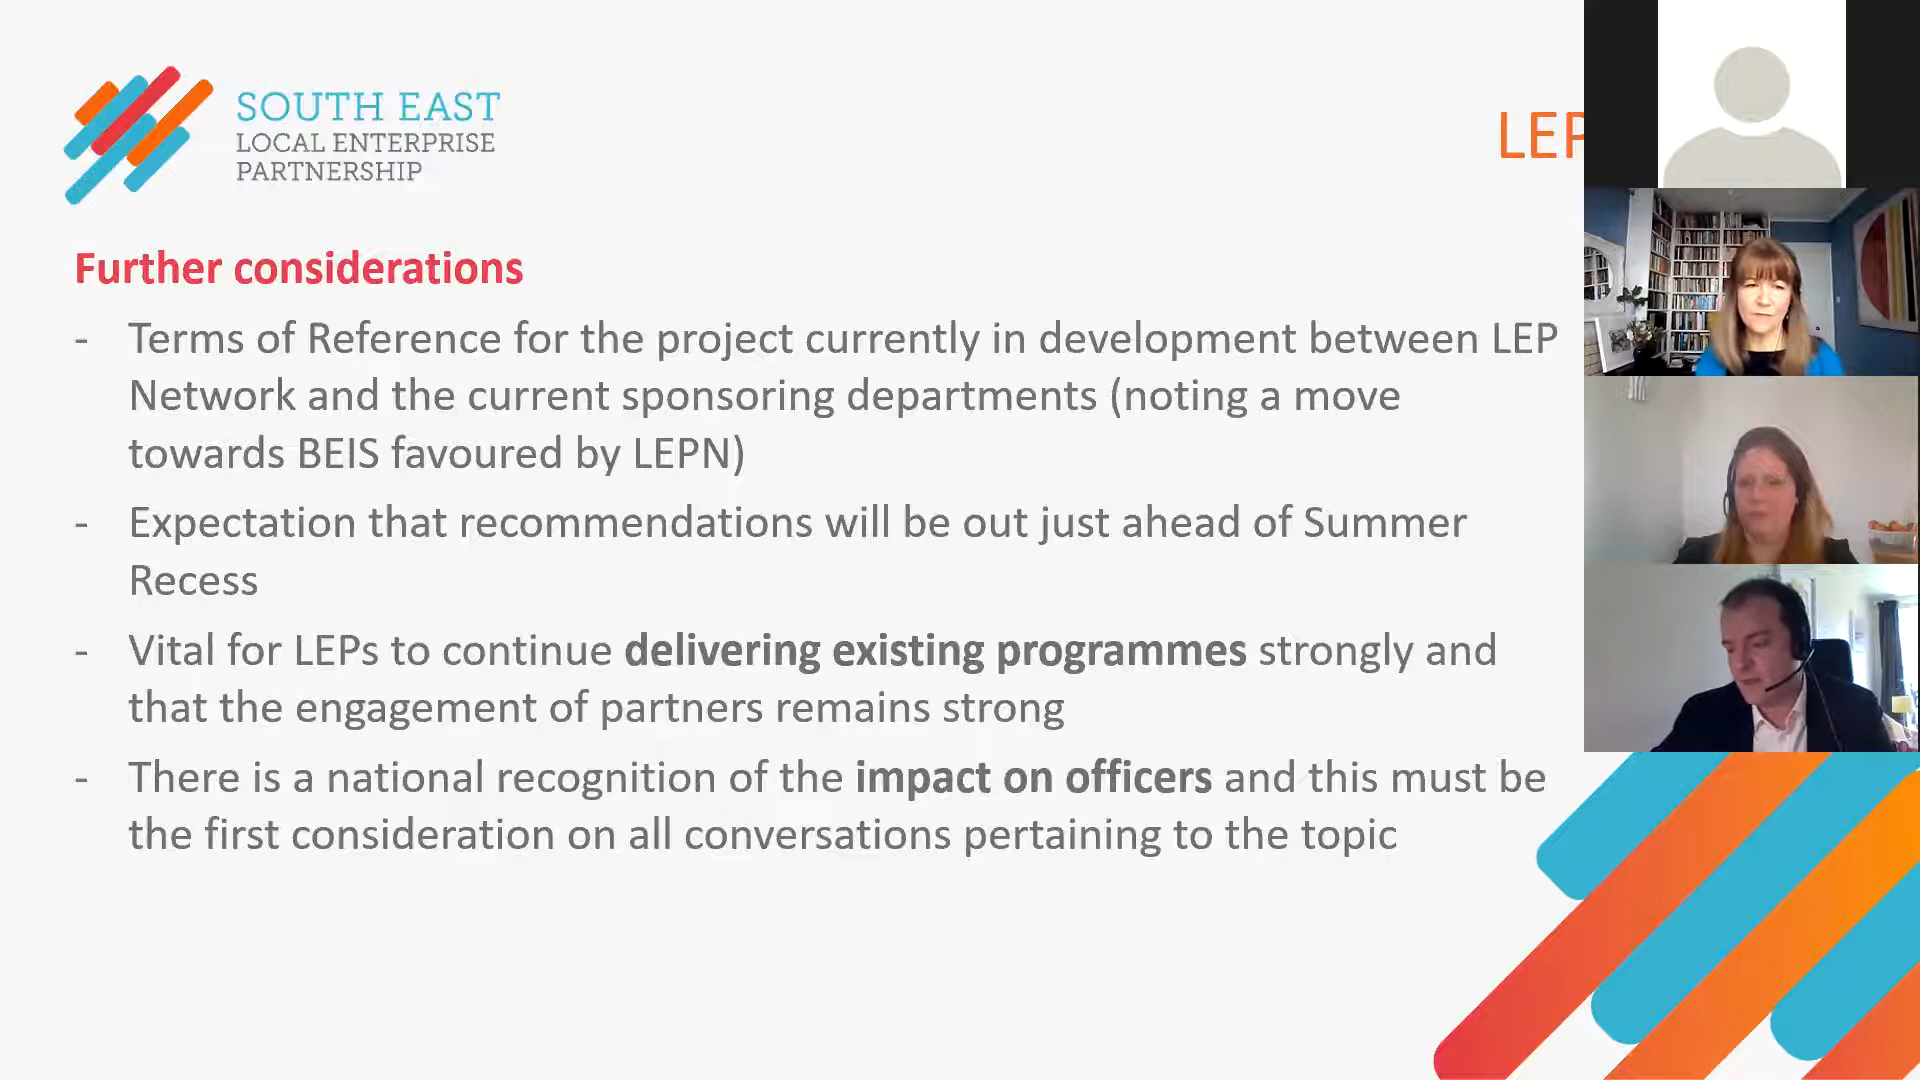 SOUTH EAST
LOCAL ENTERPRISE
PARTNERSHIP
LEP
Further considerations
- Terms of Reference for the project currently in development between LEP
Network and the current sponsoring departments (noting a move
towards BEIS favoured by LEPN)
- Expectation that recommendations will be out just ahead of Summer
Recess
- Vital for LEPs to continue delivering existing programmes strongly and
that the engagement of partners remains strong
- There is a national recognition of the impact on officers and this must be
the first consideration on all conversations pertaining to the topic